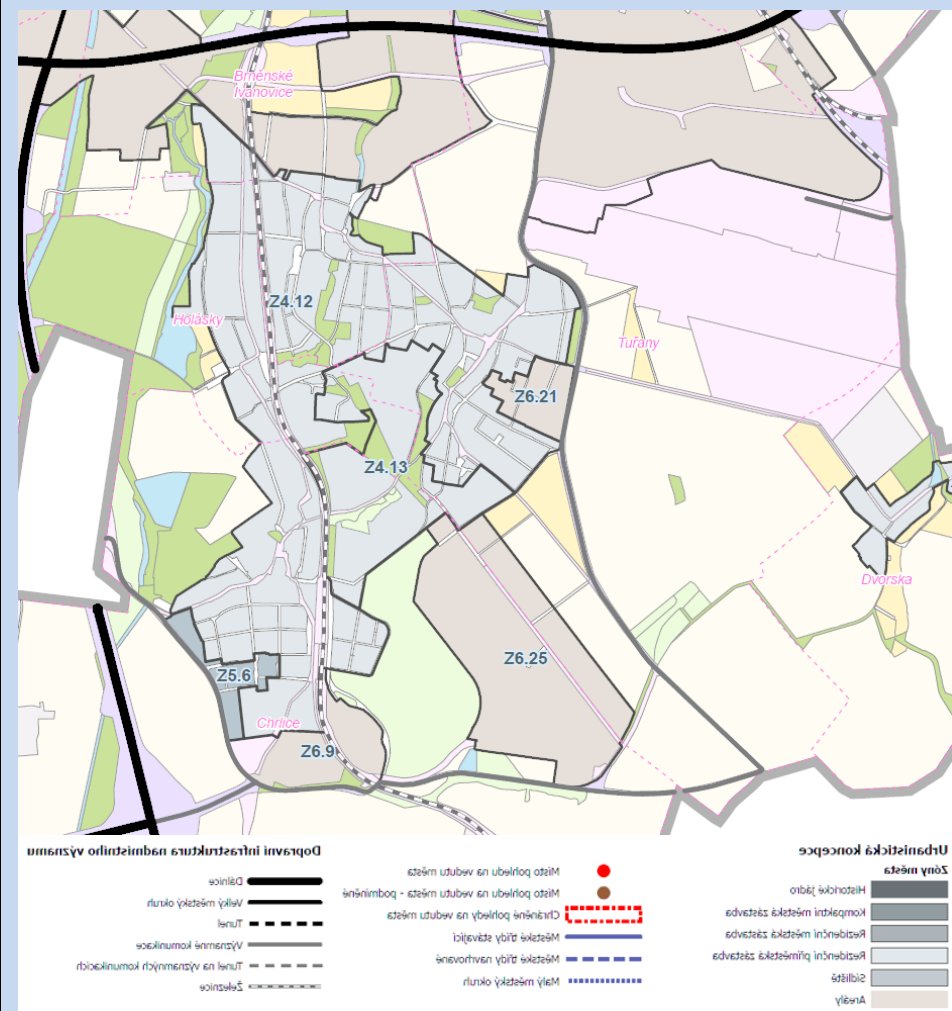 Brněnské
Ivanovice
Z4.12
Holásky
Tuřany
Z6.21
Z4.13
Dvorska
Z6.25
Z5.6
Chrlice
Z6.9
Dopravní infrastruktura nadmístního významu
Dálnice
Velký městský okruh
Tunel
Významné komunikace
Tunel na významných komunikacích
Železnice
Místo pohledu na vedutu města
Místo pohledu na vedutu města - podmíněné
Chráněné pohledy na vedutu města
Městské třídy stávající
Městské třídy navrhované
Malý městský okruh
Urbanistická koncepce
Zóny města
Historické jádro
Kompaktní městská zástavba
Rezidenční městská zástavba
Rezidenční příměstská zástavba
Sídliště
Areály